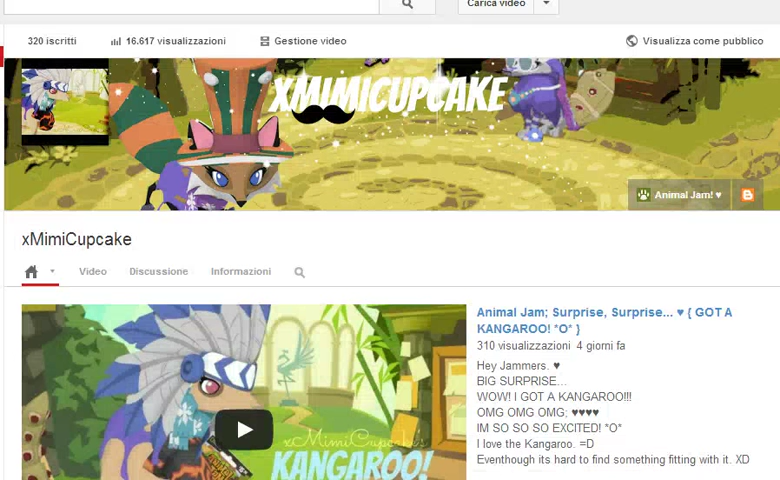 Carica video
320 iscritti 16.617 visualizzazioni Gestione video Visualizza come pubblico
xMimiCupcake
Animal Jam! ♥
xMimiCupcake
Video Discussione Informazioni
Animal Jam; Surprise, Surprise... ♥ { GOT A
KANGAROO! *O* }
310 visualizzazioni 4 giorni fa
Hey Jammers. ♥
BIG SURPRISE...
WOW! I GOT A KANGAROO!!!
OMG OMG OMG; ♥♥♥♥
IM SO SO SO EXCITED! *O*
I love the Kangaroo. =D
Eventhough its hard to find something fitting with it. XD
xMimiCupcake's
KANGAROO!